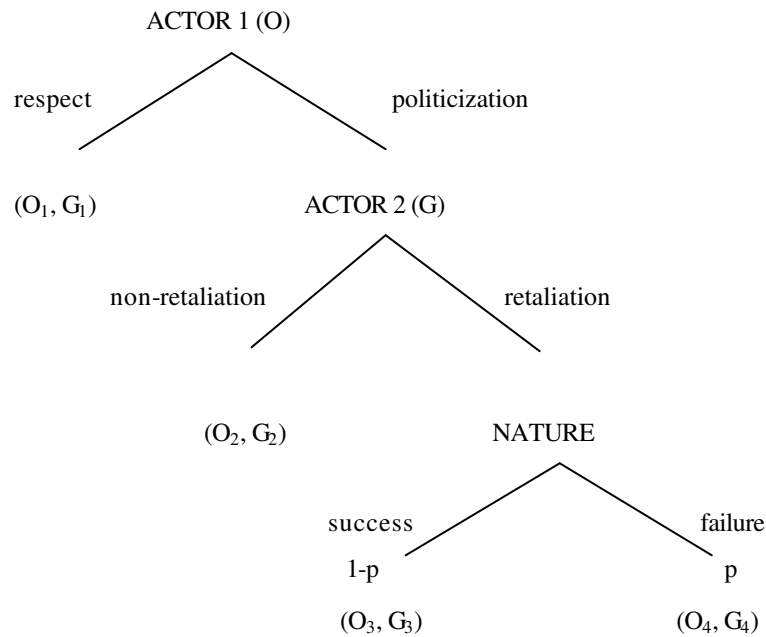 ACTOR 1 (O)
respect
politicization
(O₁, G₁)
ACTOR 2 (G)
non-retaliation
retaliation
(O₂, G₂)
NATURE
success
failure
1-p
p
(O₃, G₃)
(O₄, G₄)